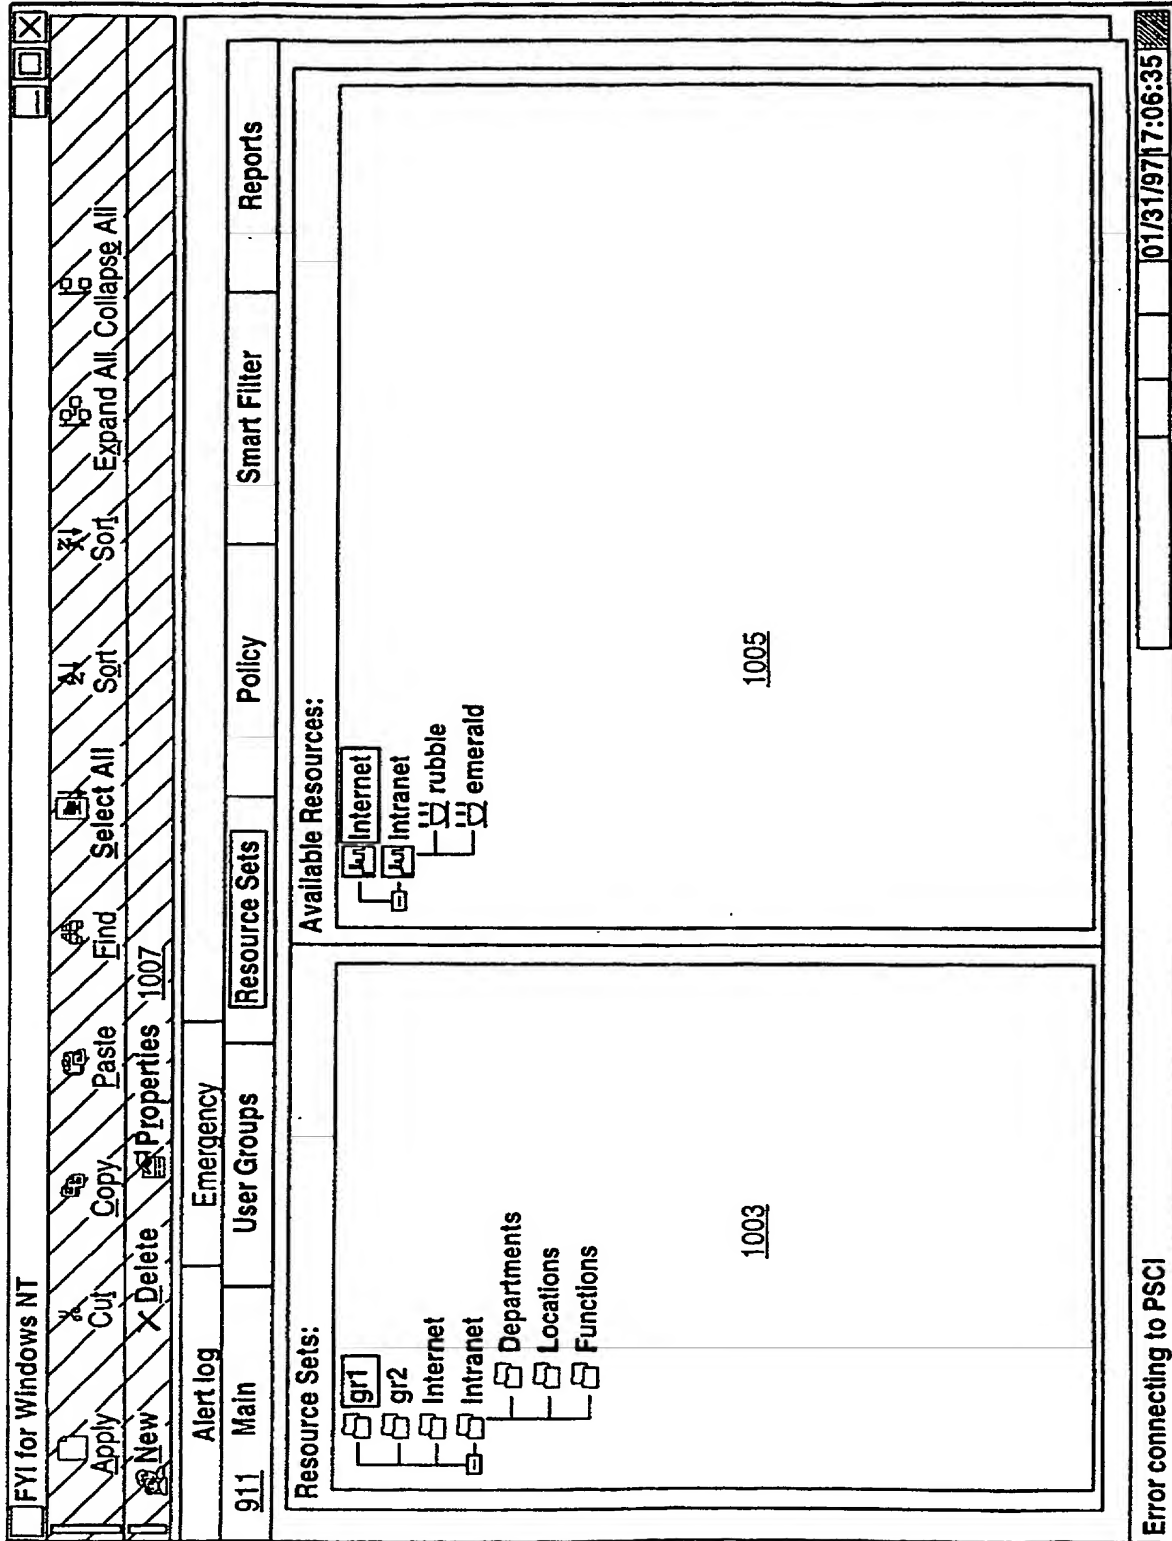 FYI for Windows NT
Apply Cut Copy Paste Find Select All Sort Sort Expand All Collapse All
New Delete Properties 1007
Alert log Emergency
911 Main User Groups Resource Sets Policy Smart Filter Reports
Resource Sets:
gr1
gr2
Internet
Intranet
Departments
Locations
Functions
1003
Available Resources:
Internet
Intranet
rubble
emerald
1005
Error connecting to PSCI 01/31/97 17:06:35